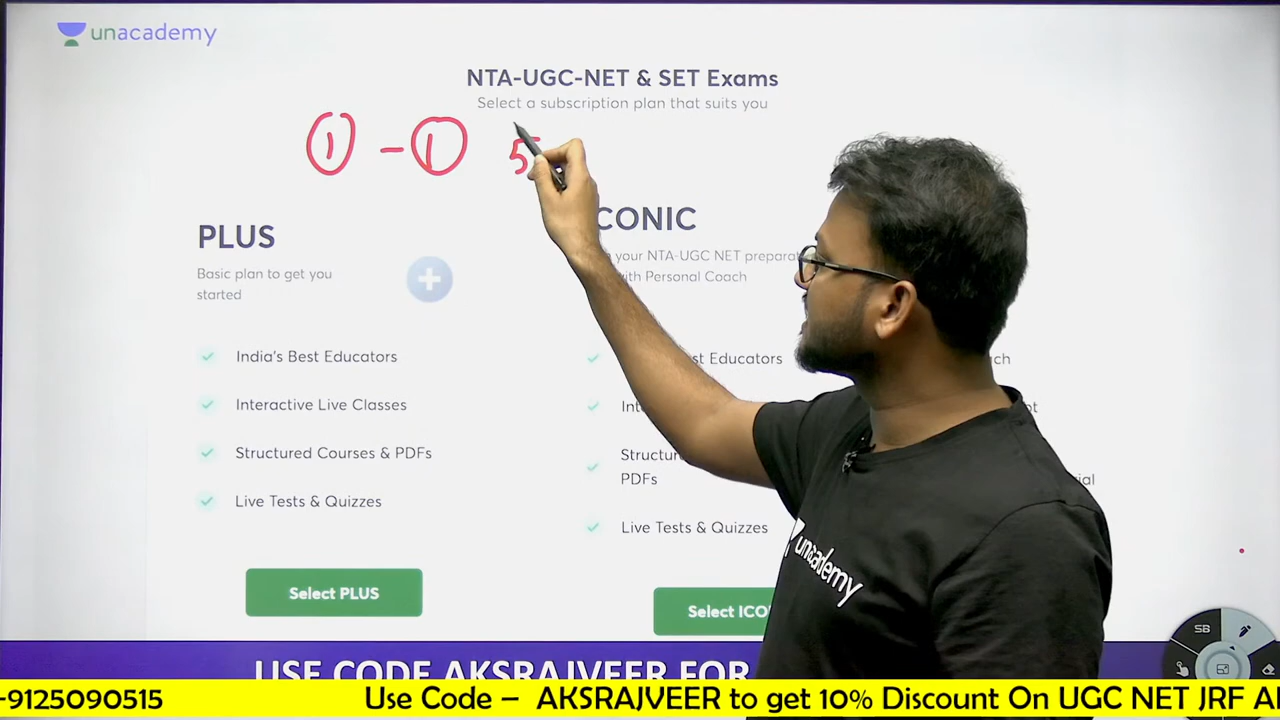 unacademy
NTA-UGC-NET & SET Exams
Select a subscription plan that suits you
1 - 1 5
PLUS
Basic plan to get you
started
India's Best Educators
Interactive Live Classes
Structured Courses & PDFs
Live Tests & Quizzes
Select PLUS
CONIC
your NTA-UGC NET
with Personal Coach
Educators
PDFs
Live Tests & Quizzes
Select
unacademy
SB
USE CODE AKSRAJVEER FOR
-9125090515 Use Code – AKSRAJVEER to get 10% Discount On UGC NET JRF